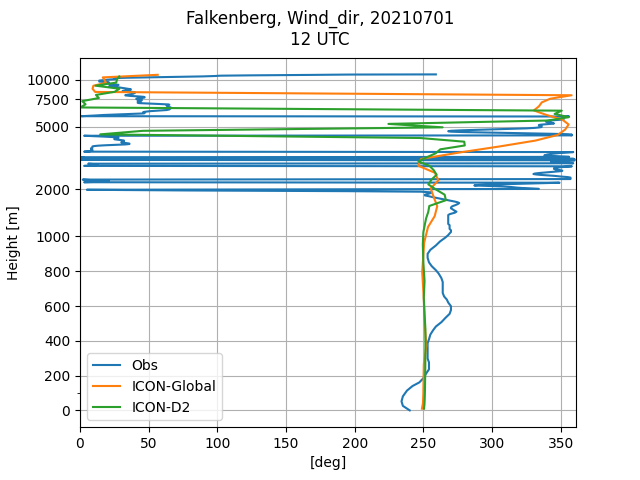 Falkenberg, Wind_dir, 20210701
12 UTC
Height [m]
10000
7500
5000
2000
1000
800
600
400
200
0
Obs
ICON-Global
ICON-D2
0 50 100 150 200 250 300 350
[deg]